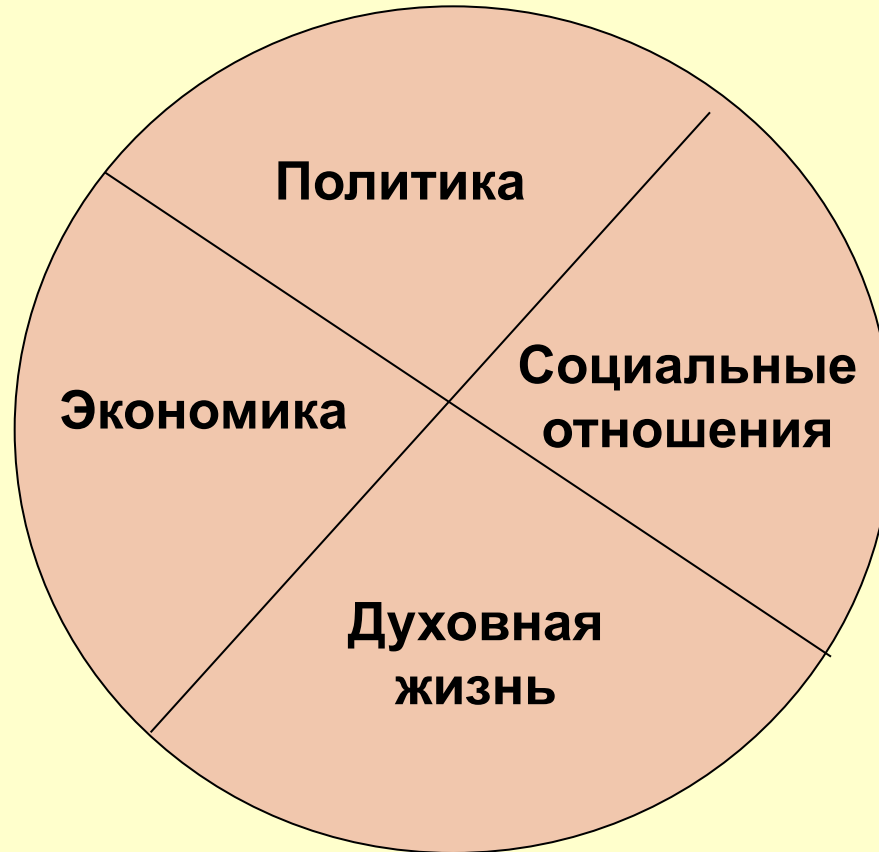 Политика
Экономика
Социальные
отношения
Духовная
жизнь